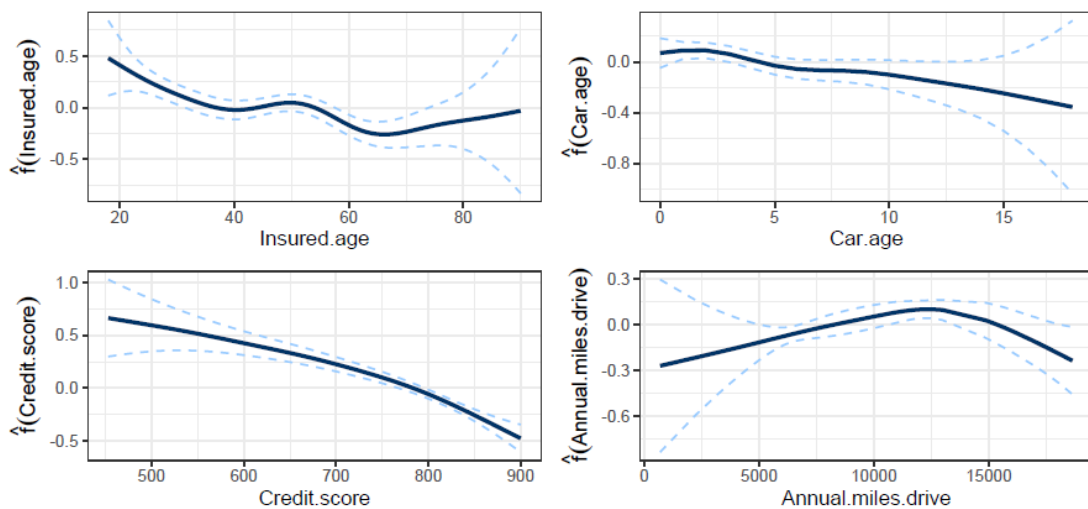 f̂(Insured.age)
0.5
0.0
-0.5
20 40 60 80
Insured.age
f̂(Car.age)
0.0
-0.4
-0.8
0 5 10 15
Car.age
f̂(Credit.score)
1.0
0.5
0.0
-0.5
500 600 700 800 900
Credit.score
f̂(Annual.miles.drive)
0.3
0.0
-0.3
-0.6
0 5000 10000 15000
Annual.miles.drive